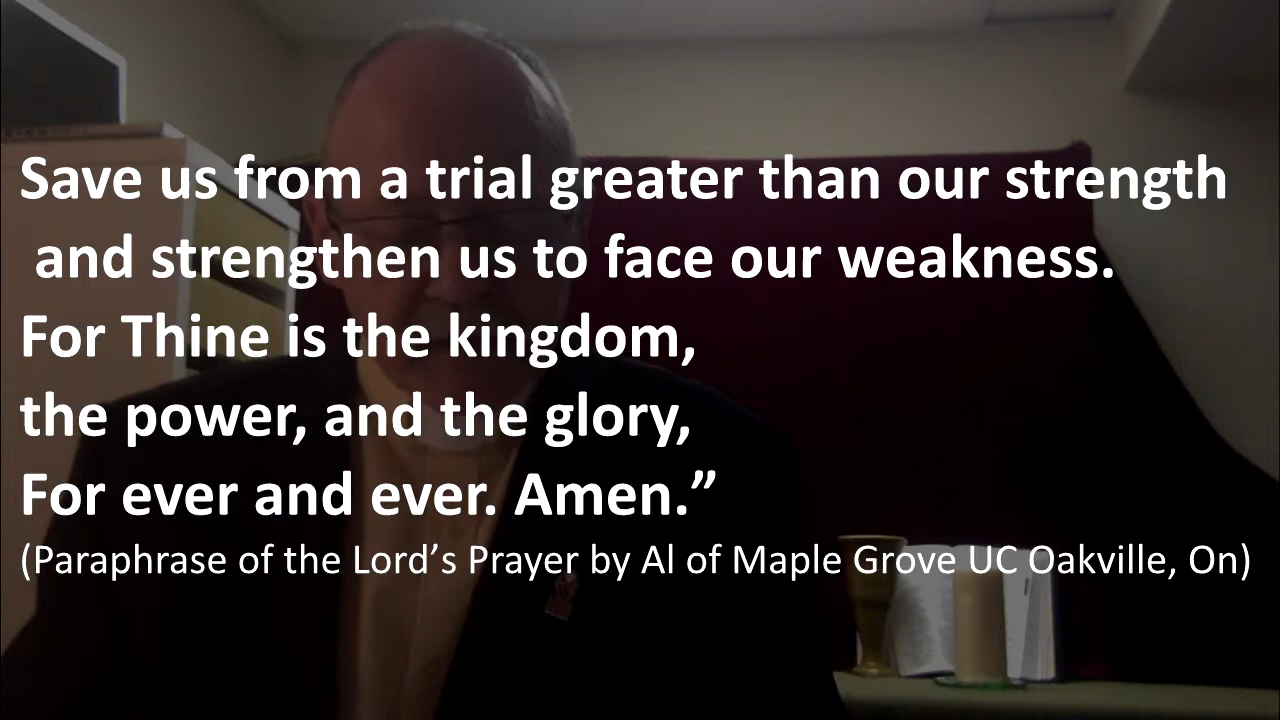 Save us from a trial greater than our strength
and strengthen us to face our weakness.
For Thine is the kingdom,
the power, and the glory,
For ever and ever. Amen.”
(Paraphrase of the Lord’s Prayer by Al of Maple Grove UC Oakville, On)